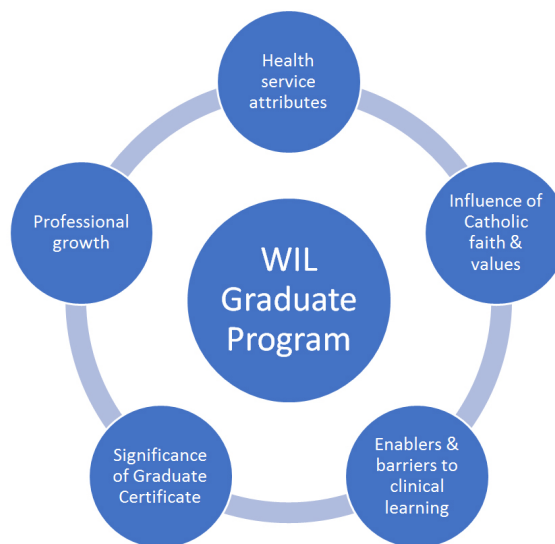 Health
service
attributes
Influence of
Catholic
faith &
values
Enablers &
barriers to
clinical
learning
Significance
of Graduate
Certificate
Professional
growth
WIL
Graduate
Program